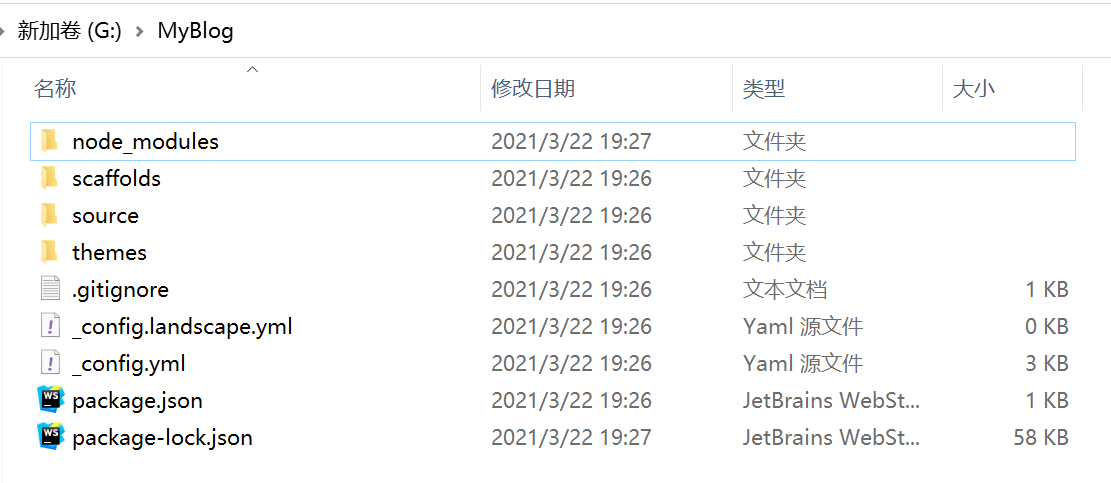 新加卷 (G:) MyBlog
名称 修改日期 类型 大小
node_modules 2021/3/22 19:27 文件夹
scaffolds 2021/3/22 19:26 文件夹
source 2021/3/22 19:26 文件夹
themes 2021/3/22 19:26 文件夹
.gitignore 2021/3/22 19:26 文本文档 1 KB
_config.landscape.yml 2021/3/22 19:26 Yaml 源文件 0 KB
_config.yml 2021/3/22 19:26 Yaml 源文件 3 KB
WS package.json 2021/3/22 19:26 JetBrains WebSt... 1 KB
WS package-lock.json 2021/3/22 19:27 JetBrains WebSt... 58 KB